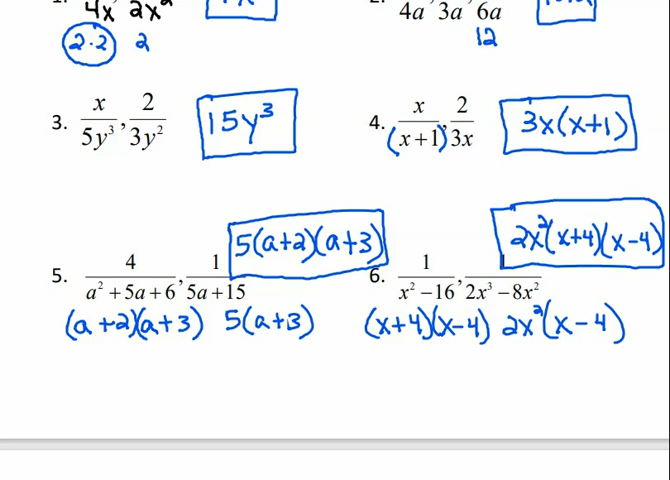 4x 2x²
2·2 2
4a 3a 6a
12
3. x/5y³, 2/3y² 15y³
4. x/(x+1), 2/3x 3x(x+1)
5. 4/a²+5a+6, 1/5a+15 5(a+2)(a+3)
(a+2)(a+3) 5(a+3)
6. 1/x²−16, 1/2x³−8x² 2x²(x+4)(x−4)
(x+4)(x−4) 2x²(x−4)